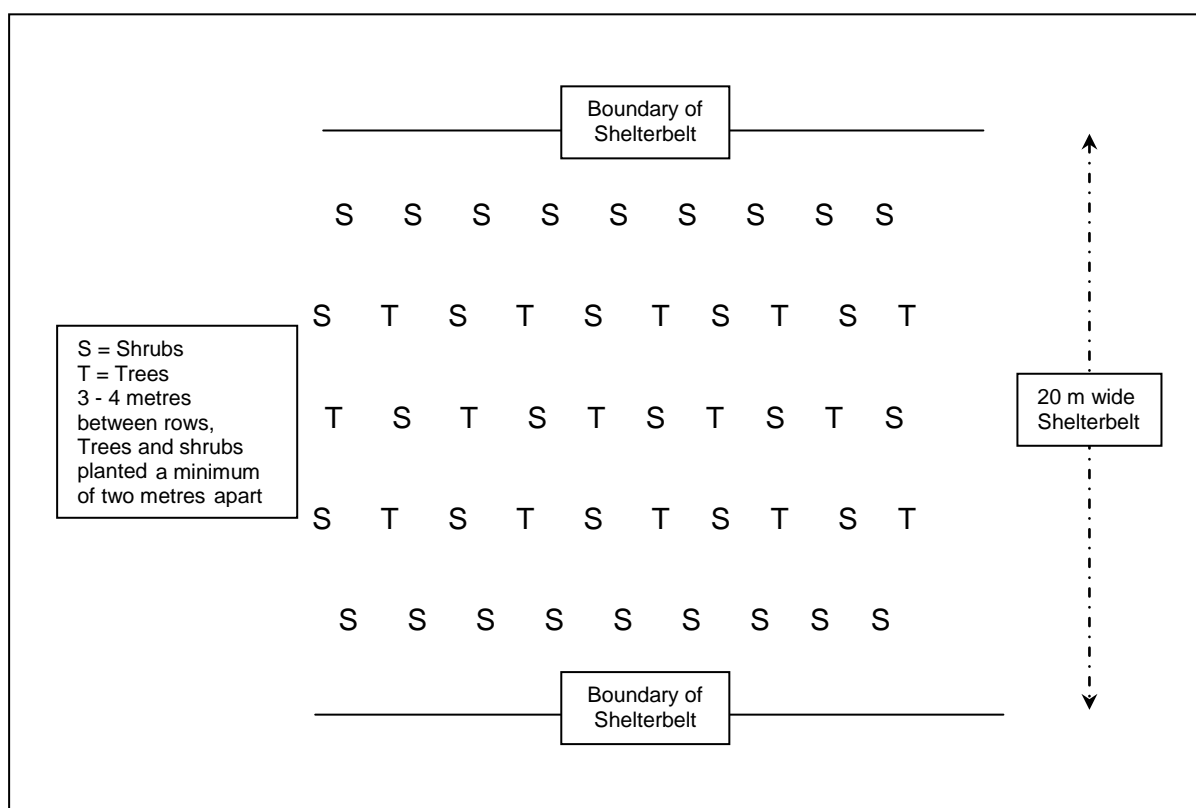 Boundary of
Shelterbelt
S S S S S S S S S
S T S T S T S T S T
S = Shrubs
T = Trees
3 - 4 metres
between rows,
Trees and shrubs
planted a minimum
of two metres apart
T S T S T S T S T S
20 m wide
Shelterbelt
S T S T S T S T S T
S S S S S S S S S
Boundary of
Shelterbelt